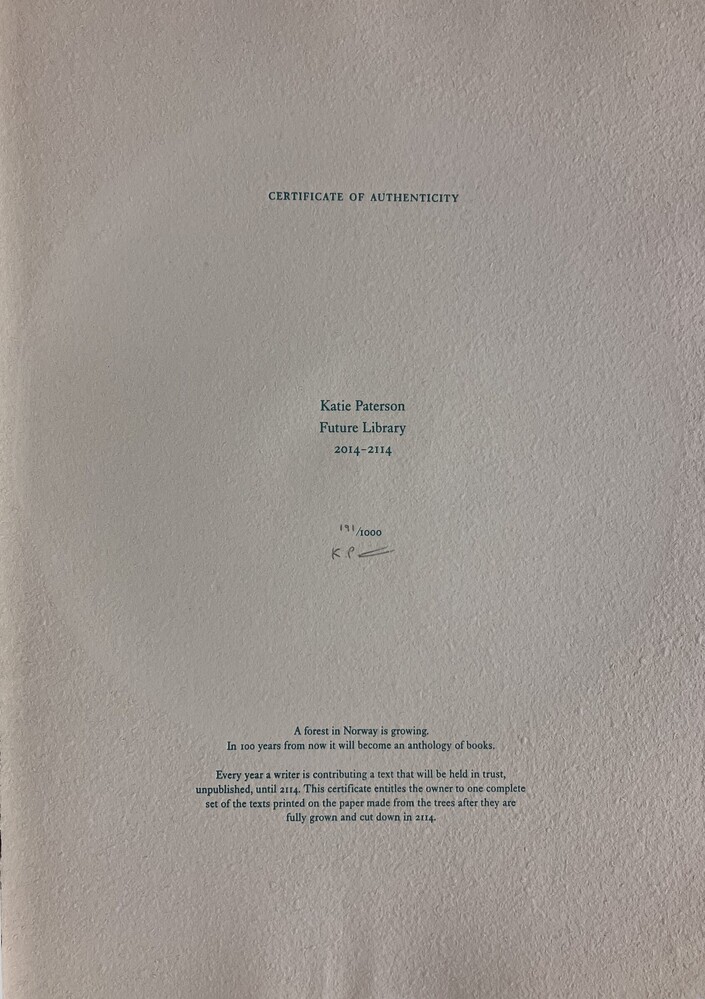 CERTIFICATE OF AUTHENTICITY
Katie Paterson
Future Library
2014–2114
191/1000
K.P
A forest in Norway is growing.
In 100 years from now it will become an anthology of books.
Every year a writer is contributing a text that will be held in trust,
unpublished, until 2114. This certificate entitles the owner to one complete
set of the texts printed on the paper made from the trees after they are
fully grown and cut down in 2114.